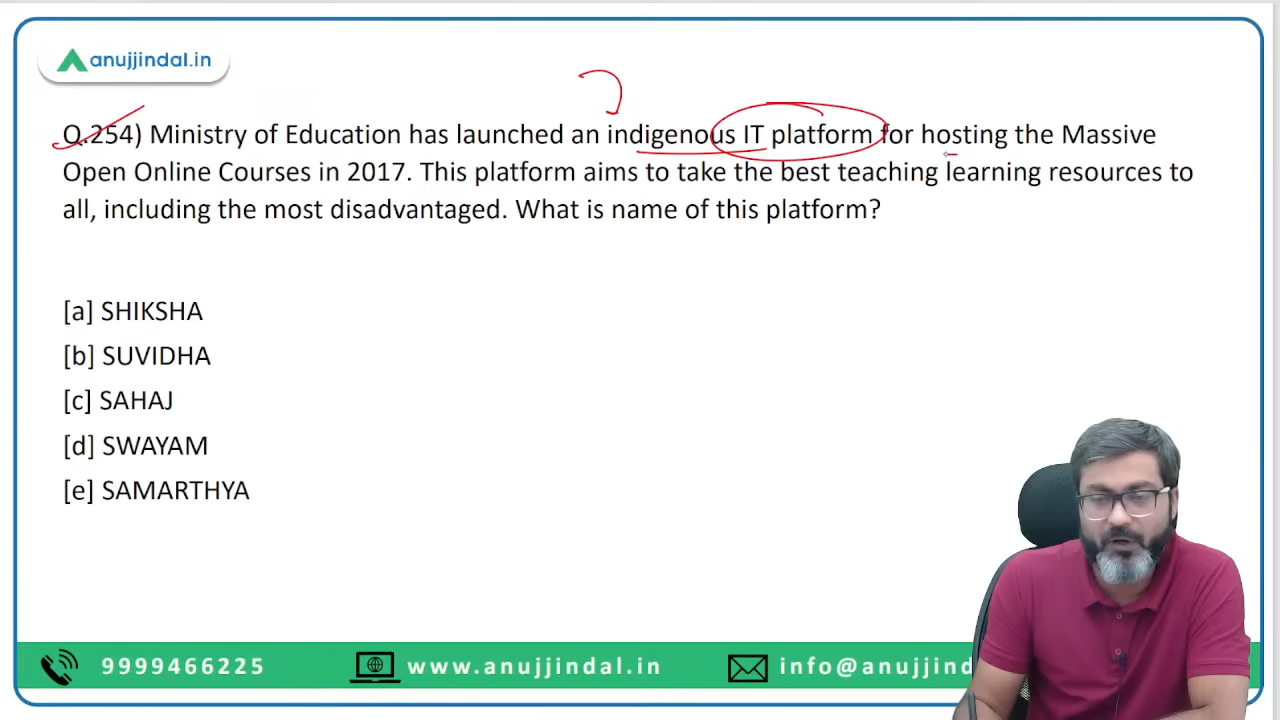 anujjindal.in
Q.254) Ministry of Education has launched an indigenous IT platform for hosting the Massive
Open Online Courses in 2017. This platform aims to take the best teaching learning resources to
all, including the most disadvantaged. What is name of this platform?
[a] SHIKSHA
[b] SUVIDHA
[c] SAHAJ
[d] SWAYAM
[e] SAMARTHYA
9999466225 www.anujjindal.in info@anujjind